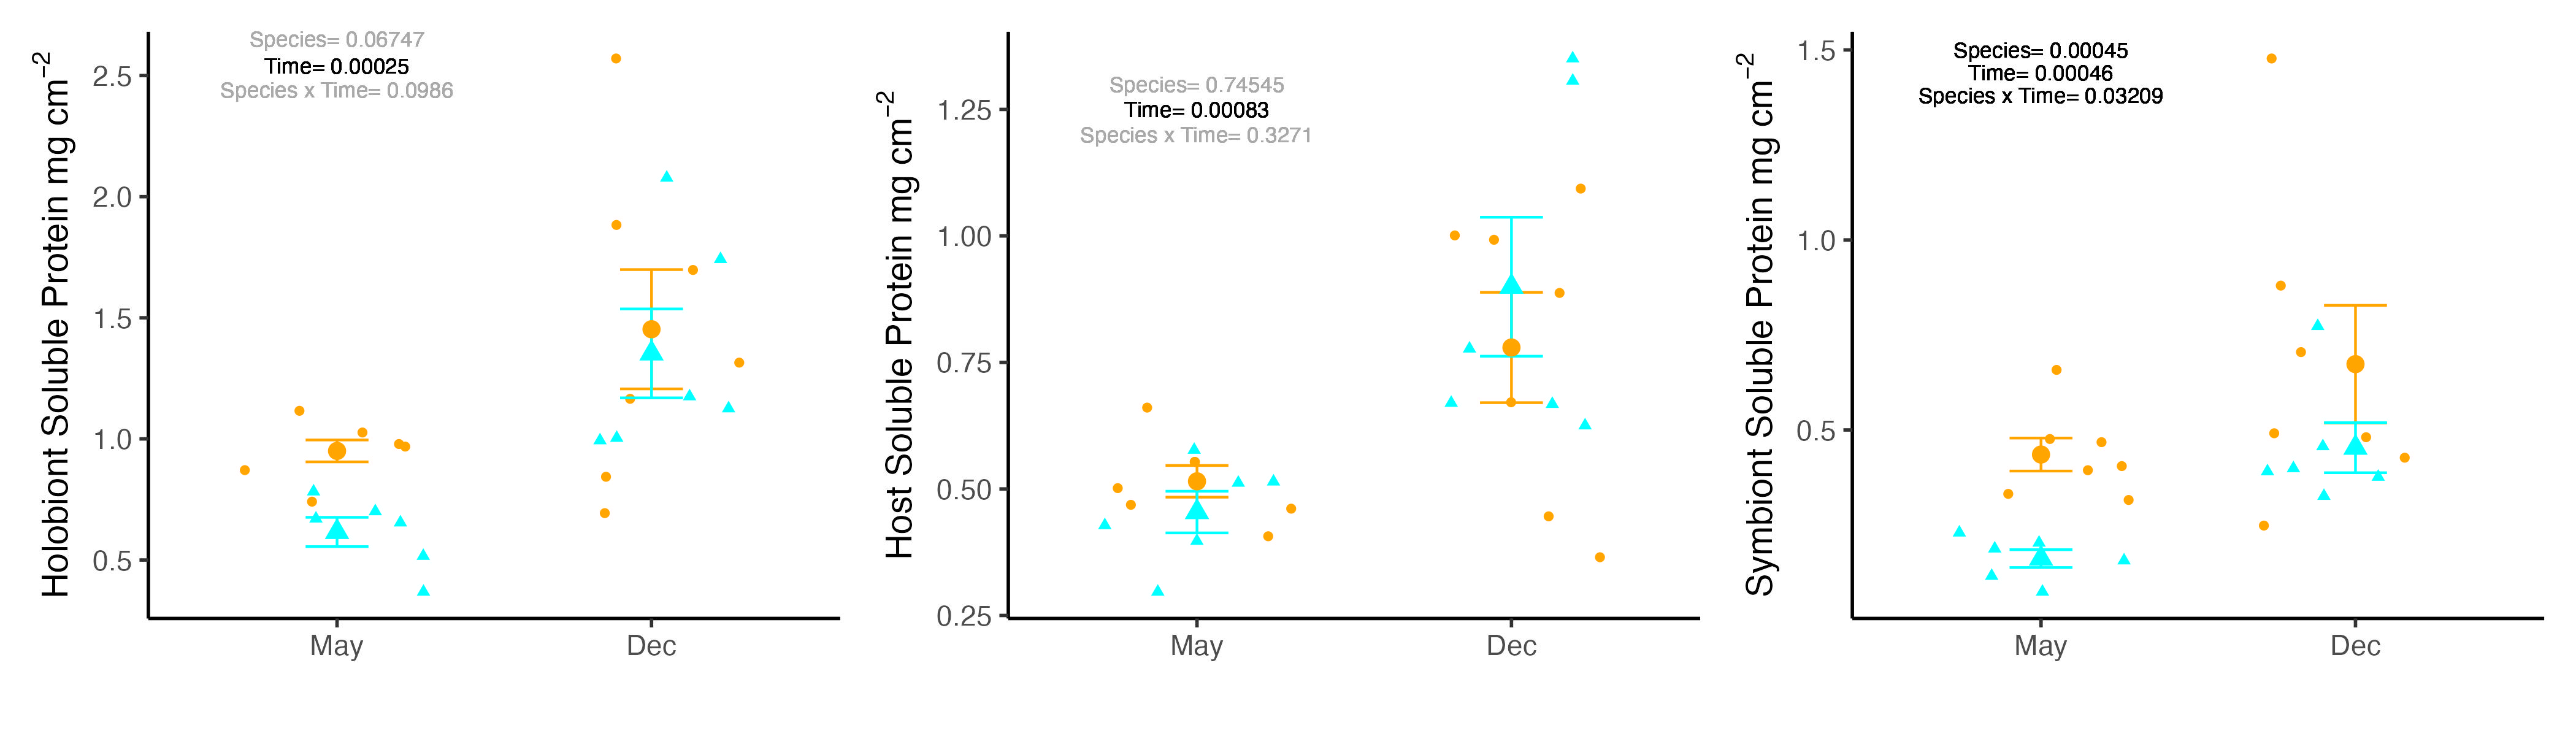 Holobiont Soluble Protein mg cm⁻²
Species= 0.06747
Time= 0.00025
Species x Time= 0.0986
2.5
2.0
1.5
1.0
0.5
May
Dec
Host Soluble Protein mg cm⁻²
Species= 0.74545
Time= 0.00083
Species x Time= 0.3271
1.25
1.00
0.75
0.50
0.25
May
Dec
Symbiont Soluble Protein mg cm⁻²
Species= 0.00045
Time= 0.00046
Species x Time= 0.03209
1.5
1.0
0.5
May
Dec